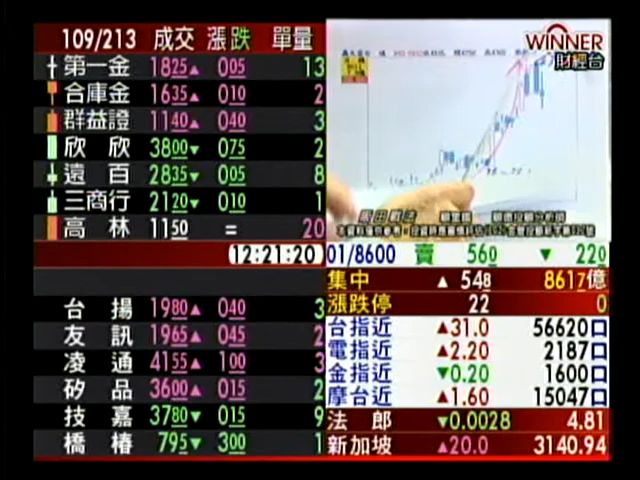 109/213 成交 漲跌 單量
第一金 1825▲ 005 13
合庫金 1635▲ 010 2
群益證 1140▲ 040 3
欣欣 3800▼ 075 2
遠百 2835▼ 005 8
三商行 2120▼ 010 1
高林 1150 = 20
12:21:20
台揚 1980▲ 040 3
友訊 1965▲ 045 2
凌通 4155▲ 100 3
矽品 3600▲ 015 2
技嘉 3780▼ 015 9
橋椿 795▼ 300 1
WINNER
財經台
01/8600 賣 560 ▼ 220
集中 ▲ 548 8617億
漲跌停 22 0
台指近 ▲31.0 56620口
電指近 ▲2.20 2187口
金指近 ▼0.20 1600口
摩台近 ▲1.60 15047口
法郎 ▼0.0028 4.81
新加坡 ▲20.0 3140.94